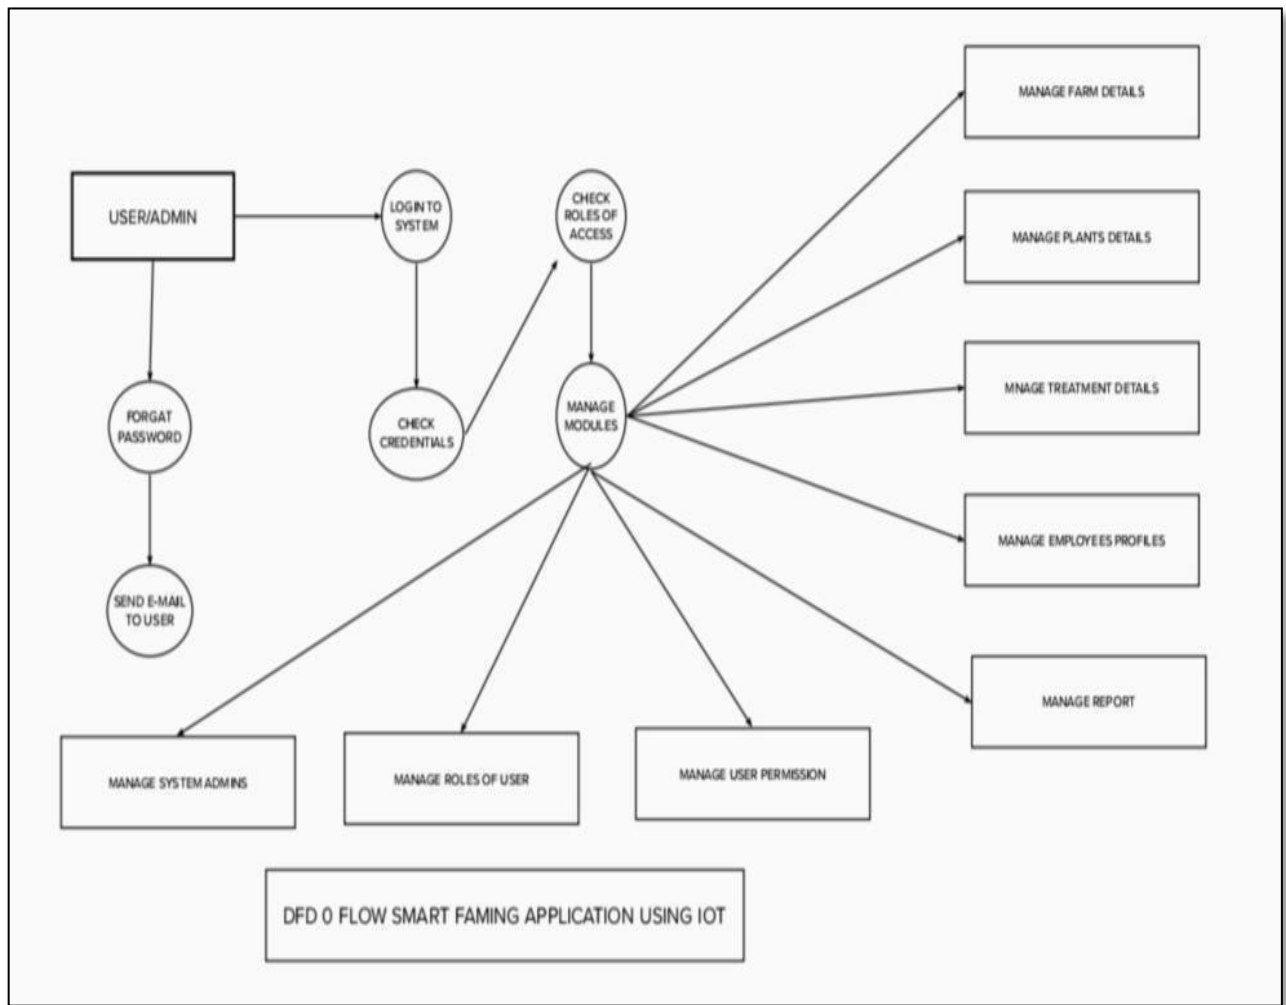 MANAGE FARM DETAILS
USER/ADMIN
LOGIN TO
SYSTEM
CHECK
ROLES OF
ACCESS
MANAGE PLANTS DETAILS
FORGAT
PASSWORD
CHECK
CREDENTIALS
MANAGE
MODULES
MNAGE TREATMENT DETAILS
MANAGE EMPLOYEES PROFILES
SEND E-MAIL
TO USER
MANAGE REPORT
MANAGE SYSTEM ADMINS
MANAGE ROLES OF USER
MANAGE USER PERMISSION
DFD 0 FLOW SMART FAMING APPLICATION USING IOT